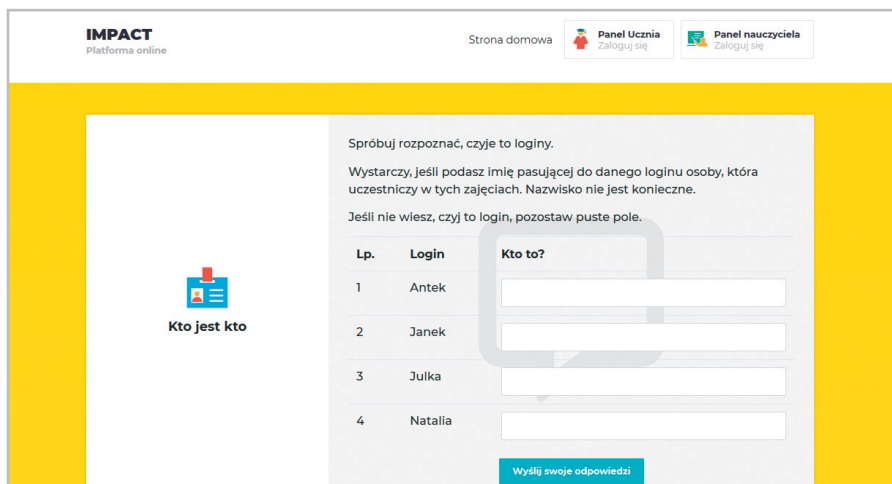 IMPACT
Platforma online
Strona domowa
Panel Ucznia
Zaloguj się
Panel nauczyciela
Zaloguj się
Kto jest kto
Spróbuj rozpoznać, czyje to loginy.
Wystarczy, jeśli podasz imię pasującej do danego loginu osoby, która
uczestniczy w tych zajęciach. Nazwisko nie jest konieczne.
Jeśli nie wiesz, czyj to login, pozostaw puste pole.
Lp. Login Kto to?
1 Antek
2 Janek
3 Julka
4 Natalia
Wyślij swoje odpowiedzi